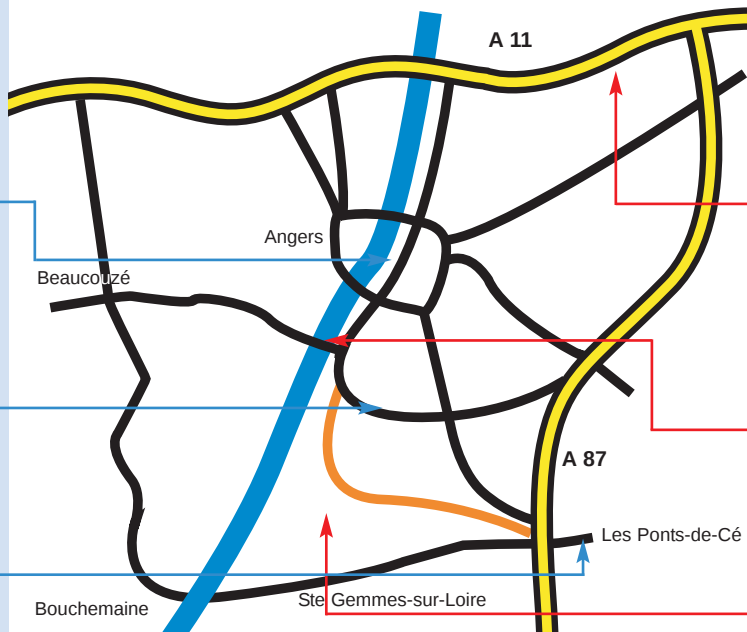 A 11
Angers
Beaucouzé
A 87
Les Ponts-de-Cé
Ste Gemmes-sur-Loire
Bouchemaine